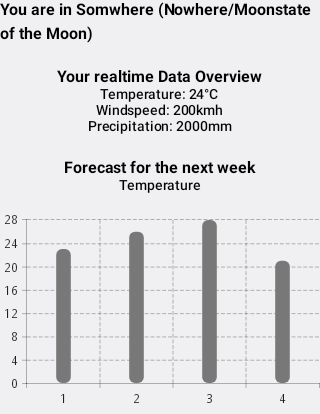 You are in Somwhere (Nowhere/Moonstate
of the Moon)
Your realtime Data Overview
Temperature: 24°C
Windspeed: 200kmh
Precipitation: 2000mm
Forecast for the next week
Temperature
28
24
20
16
12
8
4
0
1 2 3 4